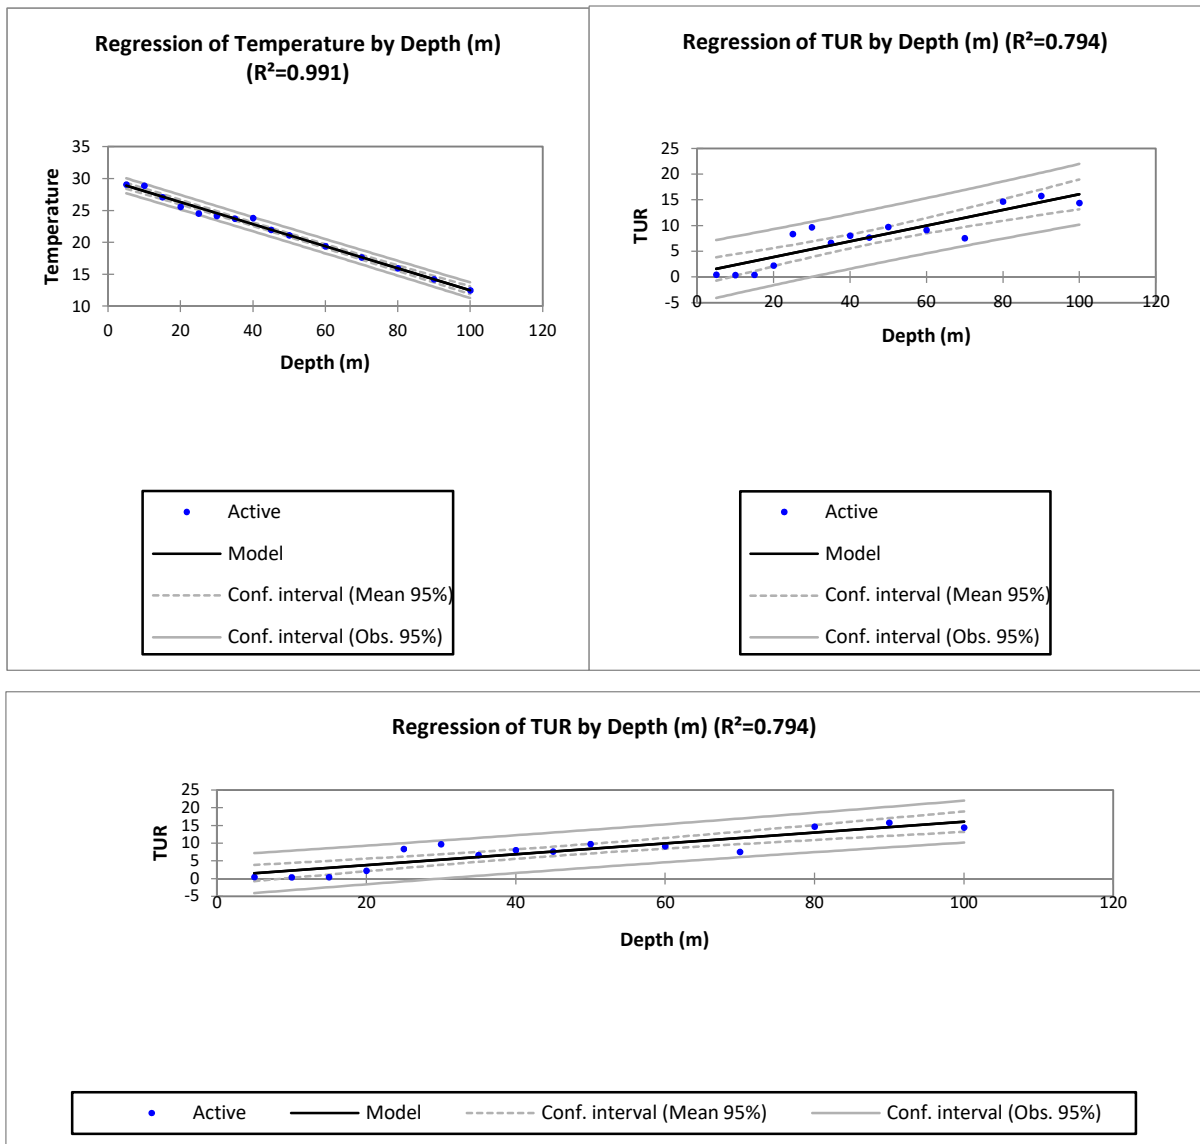 Regression of Temperature by Depth (m)
(R²=0.991)
35
30
25
20
15
10
0
20
40
60
80
100
120
Temperature
Depth (m)
Active
Model
Conf. interval (Mean 95%)
Conf. interval (Obs. 95%)
Regression of TUR by Depth (m) (R²=0.794)
25
20
15
10
5
0
-5
0
20
40
60
80
100
120
TUR
Depth (m)
Active
Model
Conf. interval (Mean 95%)
Conf. interval (Obs. 95%)
Regression of TUR by Depth (m) (R²=0.794)
25
20
15
10
5
0
-5
0
20
40
60
80
100
120
TUR
Depth (m)
Active
Model
Conf. interval (Mean 95%)
Conf. interval (Obs. 95%)